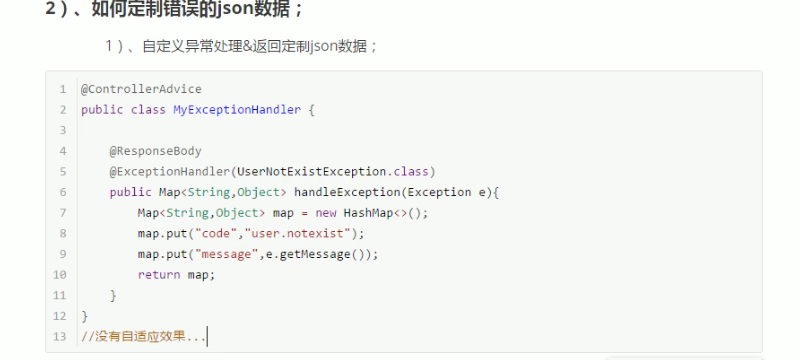 2）、如何定制错误的json数据；
1）、自定义异常处理&返回定制json数据；
1 @ControllerAdvice
2 public class MyExceptionHandler {
3
4 @ResponseBody
5 @ExceptionHandler(UserNotExistException.class)
6 public Map<String,Object> handleException(Exception e){
7 Map<String,Object> map = new HashMap<>();
8 map.put("code","user.notexist");
9 map.put("message",e.getMessage());
10 return map;
11 }
12 }
13 //没有自适应效果...